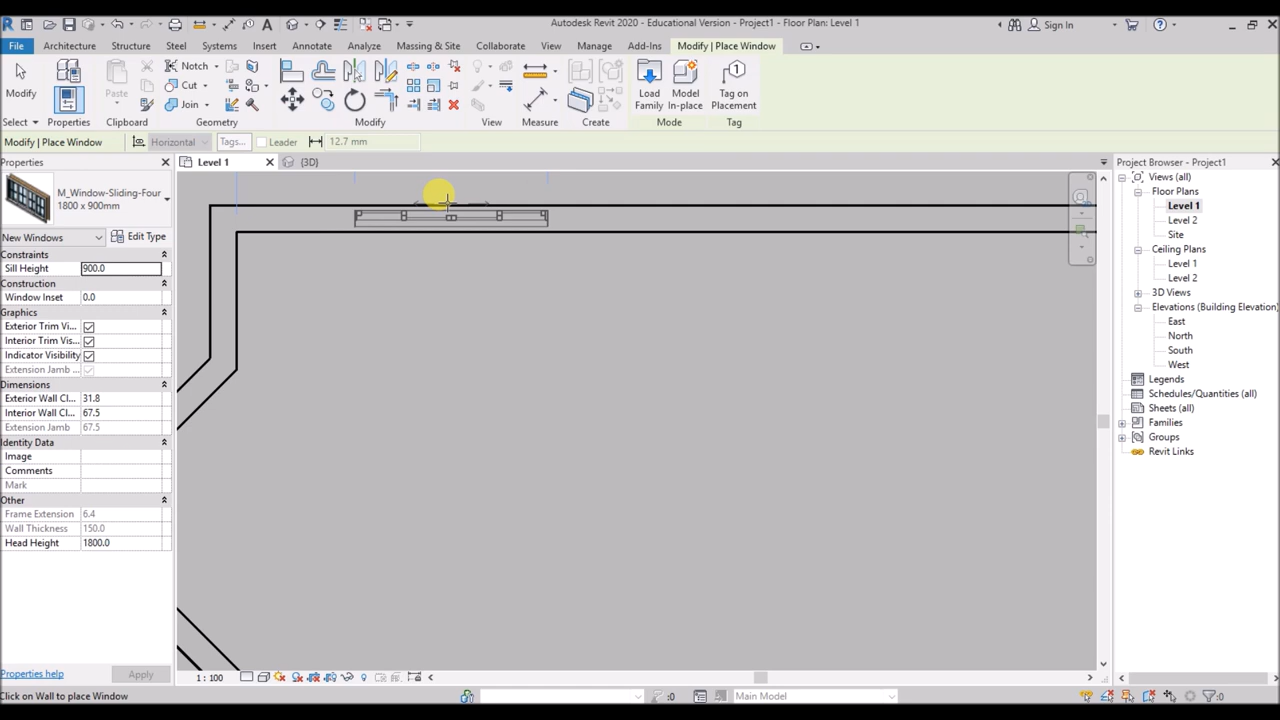 Autodesk Revit 2020 - Educational Version - Project1 - Floor Plan: Level 1
Sign In
File Architecture Structure Steel Systems Insert Annotate Analyze Massing & Site Collaborate View Manage Add-Ins Modify | Place Window
Modify
Paste
Notch
Cut
Join
Load Family
Model In-place
Tag on Placement
Select Properties Clipboard Geometry Modify View Measure Create Mode Tag
Modify | Place Window Horizontal Tags... Leader 12.7 mm
Properties
Level 1
(3D)
Project Browser - Project1
M_Window-Sliding-Four
1800 x 900mm
New Windows Edit Type
Constraints
Sill Height 900.0
Construction
Window Inset 0.0
Graphics
Exterior Trim Vi...
Interior Trim Vis...
Indicator Visibility
Extension Jamb ...
Dimensions
Exterior Wall Cl... 31.8
Interior Wall Cl... 67.5
Extension Jamb 67.5
Identity Data
Image
Comments
Mark
Other
Frame Extension 6.4
Wall Thickness 150.0
Head Height 1800.0
Properties help Apply
Views (all)
Floor Plans
Level 1
Level 2
Site
Ceiling Plans
Level 1
Level 2
3D Views
Elevations (Building Elevation)
East
North
South
West
Legends
Schedules/Quantities (all)
Sheets (all)
Families
Groups
Revit Links
1 : 100
Click on Wall to place Window
:0
Main Model
:0